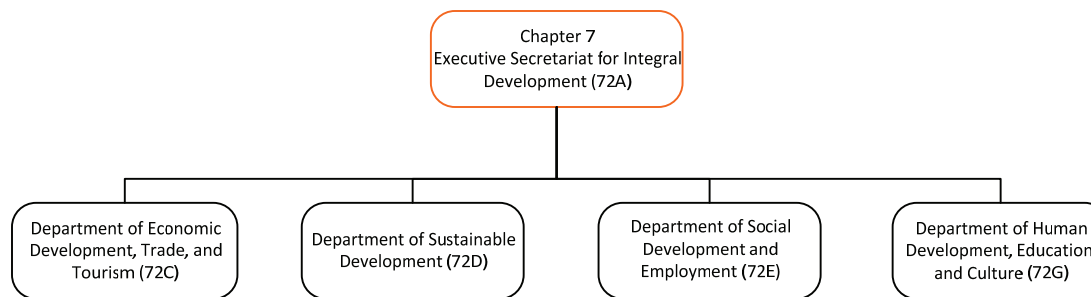 Chapter 7
Executive Secretariat for Integral
Development (72A)
Department of Economic
Development, Trade, and
Tourism (72C)
Department of Sustainable
Development (72D)
Department of Social
Development and
Employment (72E)
Department of Human
Development, Education
and Culture (72G)